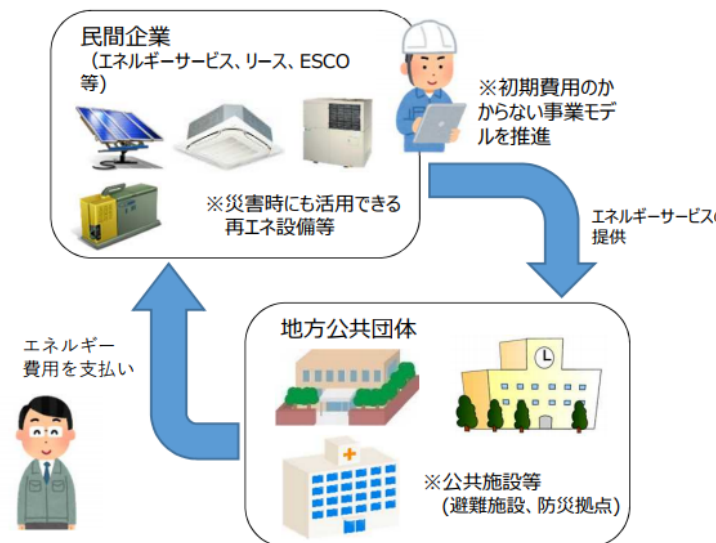 民間企業
（エネルギーサービス、リース、ESCO
等)
※初期費用のか
からない事業モデ
ルを推進
※災害時にも活用できる
再エネ設備等
エネルギーサービスの
提供
地方公共団体
エネルギー
費用を支払い
※公共施設等
(避難施設、防災拠点)